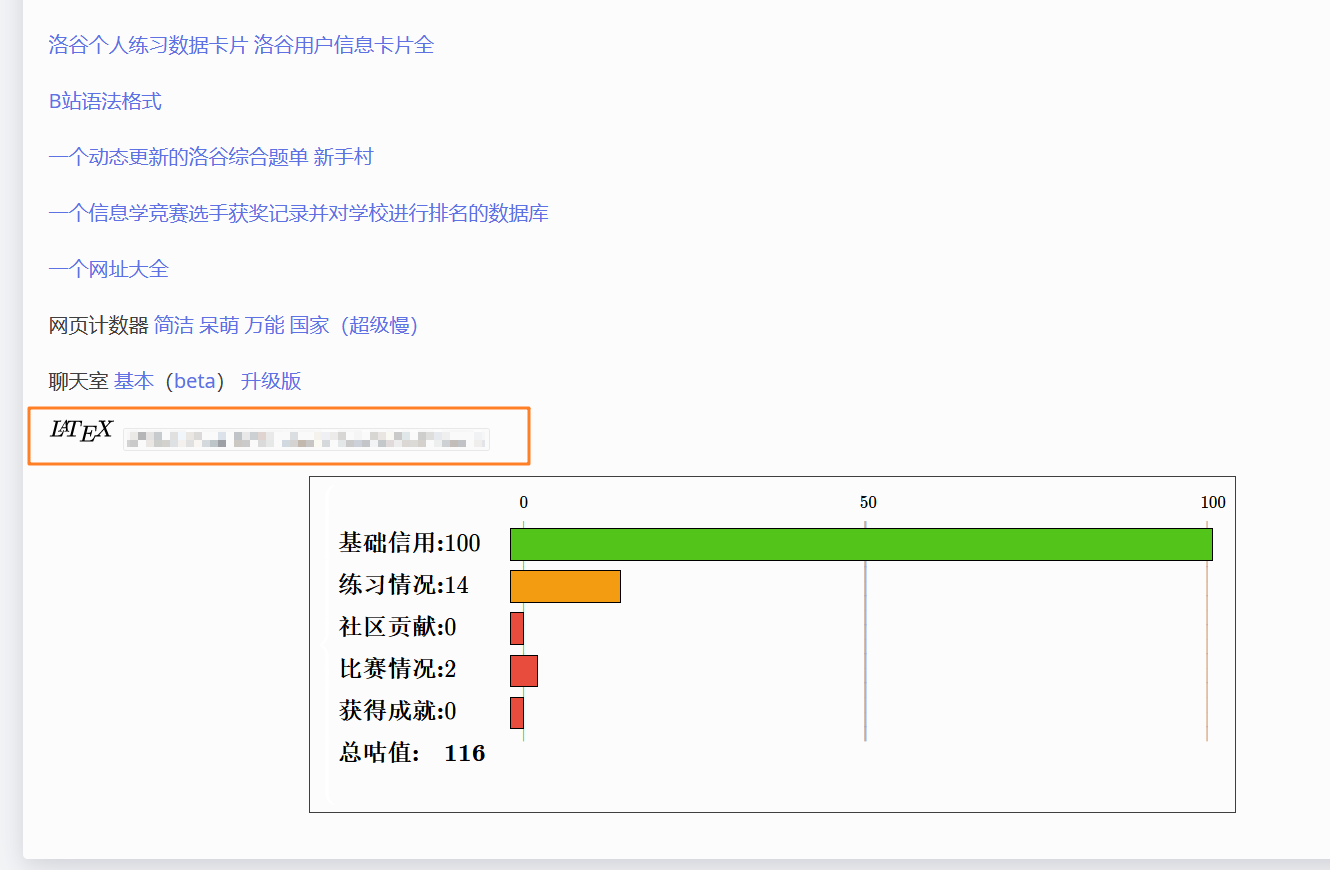 洛谷个人练习数据卡片 洛谷用户信息卡片全
B站语法格式
一个动态更新的洛谷综合题单 新手村
一个信息学竞赛选手获奖记录并对学校进行排名的数据库
一个网址大全
网页计数器 简洁 呆萌 万能 国家（超级慢）
聊天室 基本（beta） 升级版
LATEX
0 50 100
基础信用:100
练习情况:14
社区贡献:0
比赛情况:2
获得成就:0
总咕值: 116